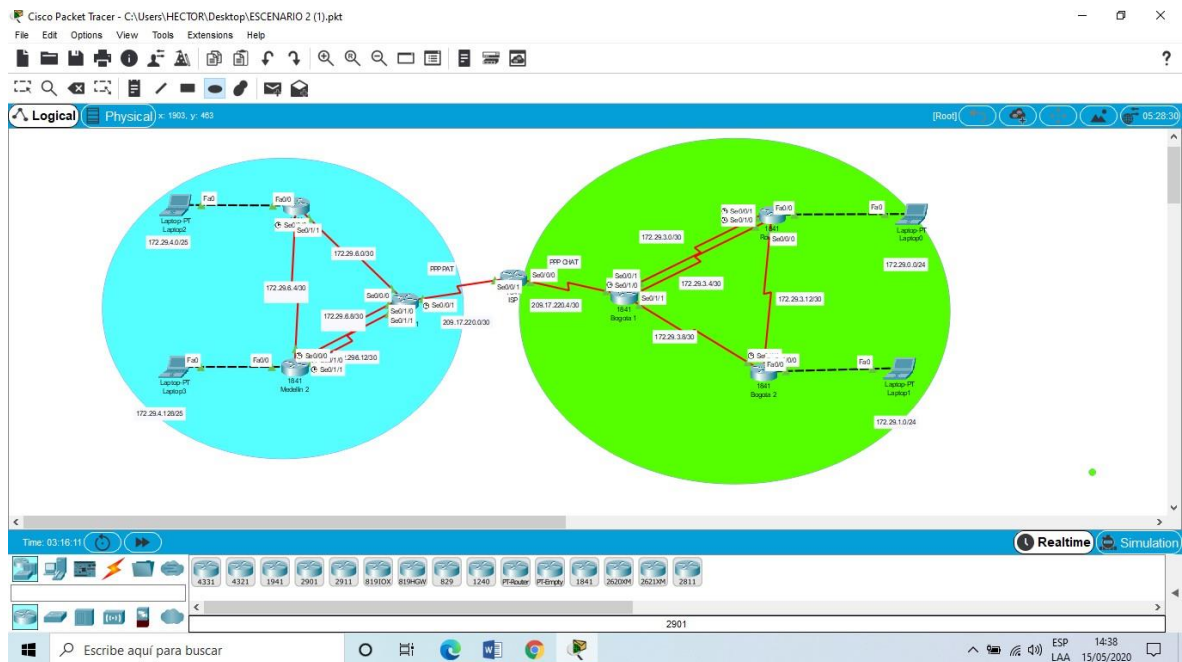 Cisco Packet Tracer - C:\Users\HECTOR\Desktop\ESCENARIO 2 (1).pkt
File Edit Options View Tools Extensions Help
?
Logical
Physical
x: 1903, y: 463
[Root]
05:28:30
Fa0
Fa0/0
Laptop-PT
Laptop2
172.29.4.0/25
Se0/1/1
172.29.6.0/30
172.29.6.4/30
PPP PAT
Se0/0/0
Se0/0/1
Se0/1/0
Se0/1/1
172.29.6.8/30
209.17.220.0/30
Fa0
Fa0/0
Se0/0/0
Se0/1/1
Laptop-PT
Laptop3
1841
Medellin 2
172.29.4.128/25
Se0/0/1
ISP
Se0/0/0
PPP CHAT
209.17.220.4/30
Se0/0/1
Se0/1/0
Se0/1/1
1841
Bogota 1
172.29.3.0/30
172.29.3.4/30
172.29.3.8/30
Se0/0/1
Se0/1/0
Fa0/0
1841
Se0/0/0
Fa0
Laptop-PT
Laptop0
172.29.0.0/24
172.29.3.12/30
Fa0/0
1841
Bogota 2
Fa0
Laptop-PT
Laptop1
172.29.1.0/24
Time: 03:16:11
Realtime
Simulation
4331 4321 1941 2901 2911 819IOX 819HGW 829 1240 PT-Router PT-Empty 1841 2620XM 2621XM 2811
2901
Escribe aquí para buscar
ESP
LAA
14:38
15/05/2020